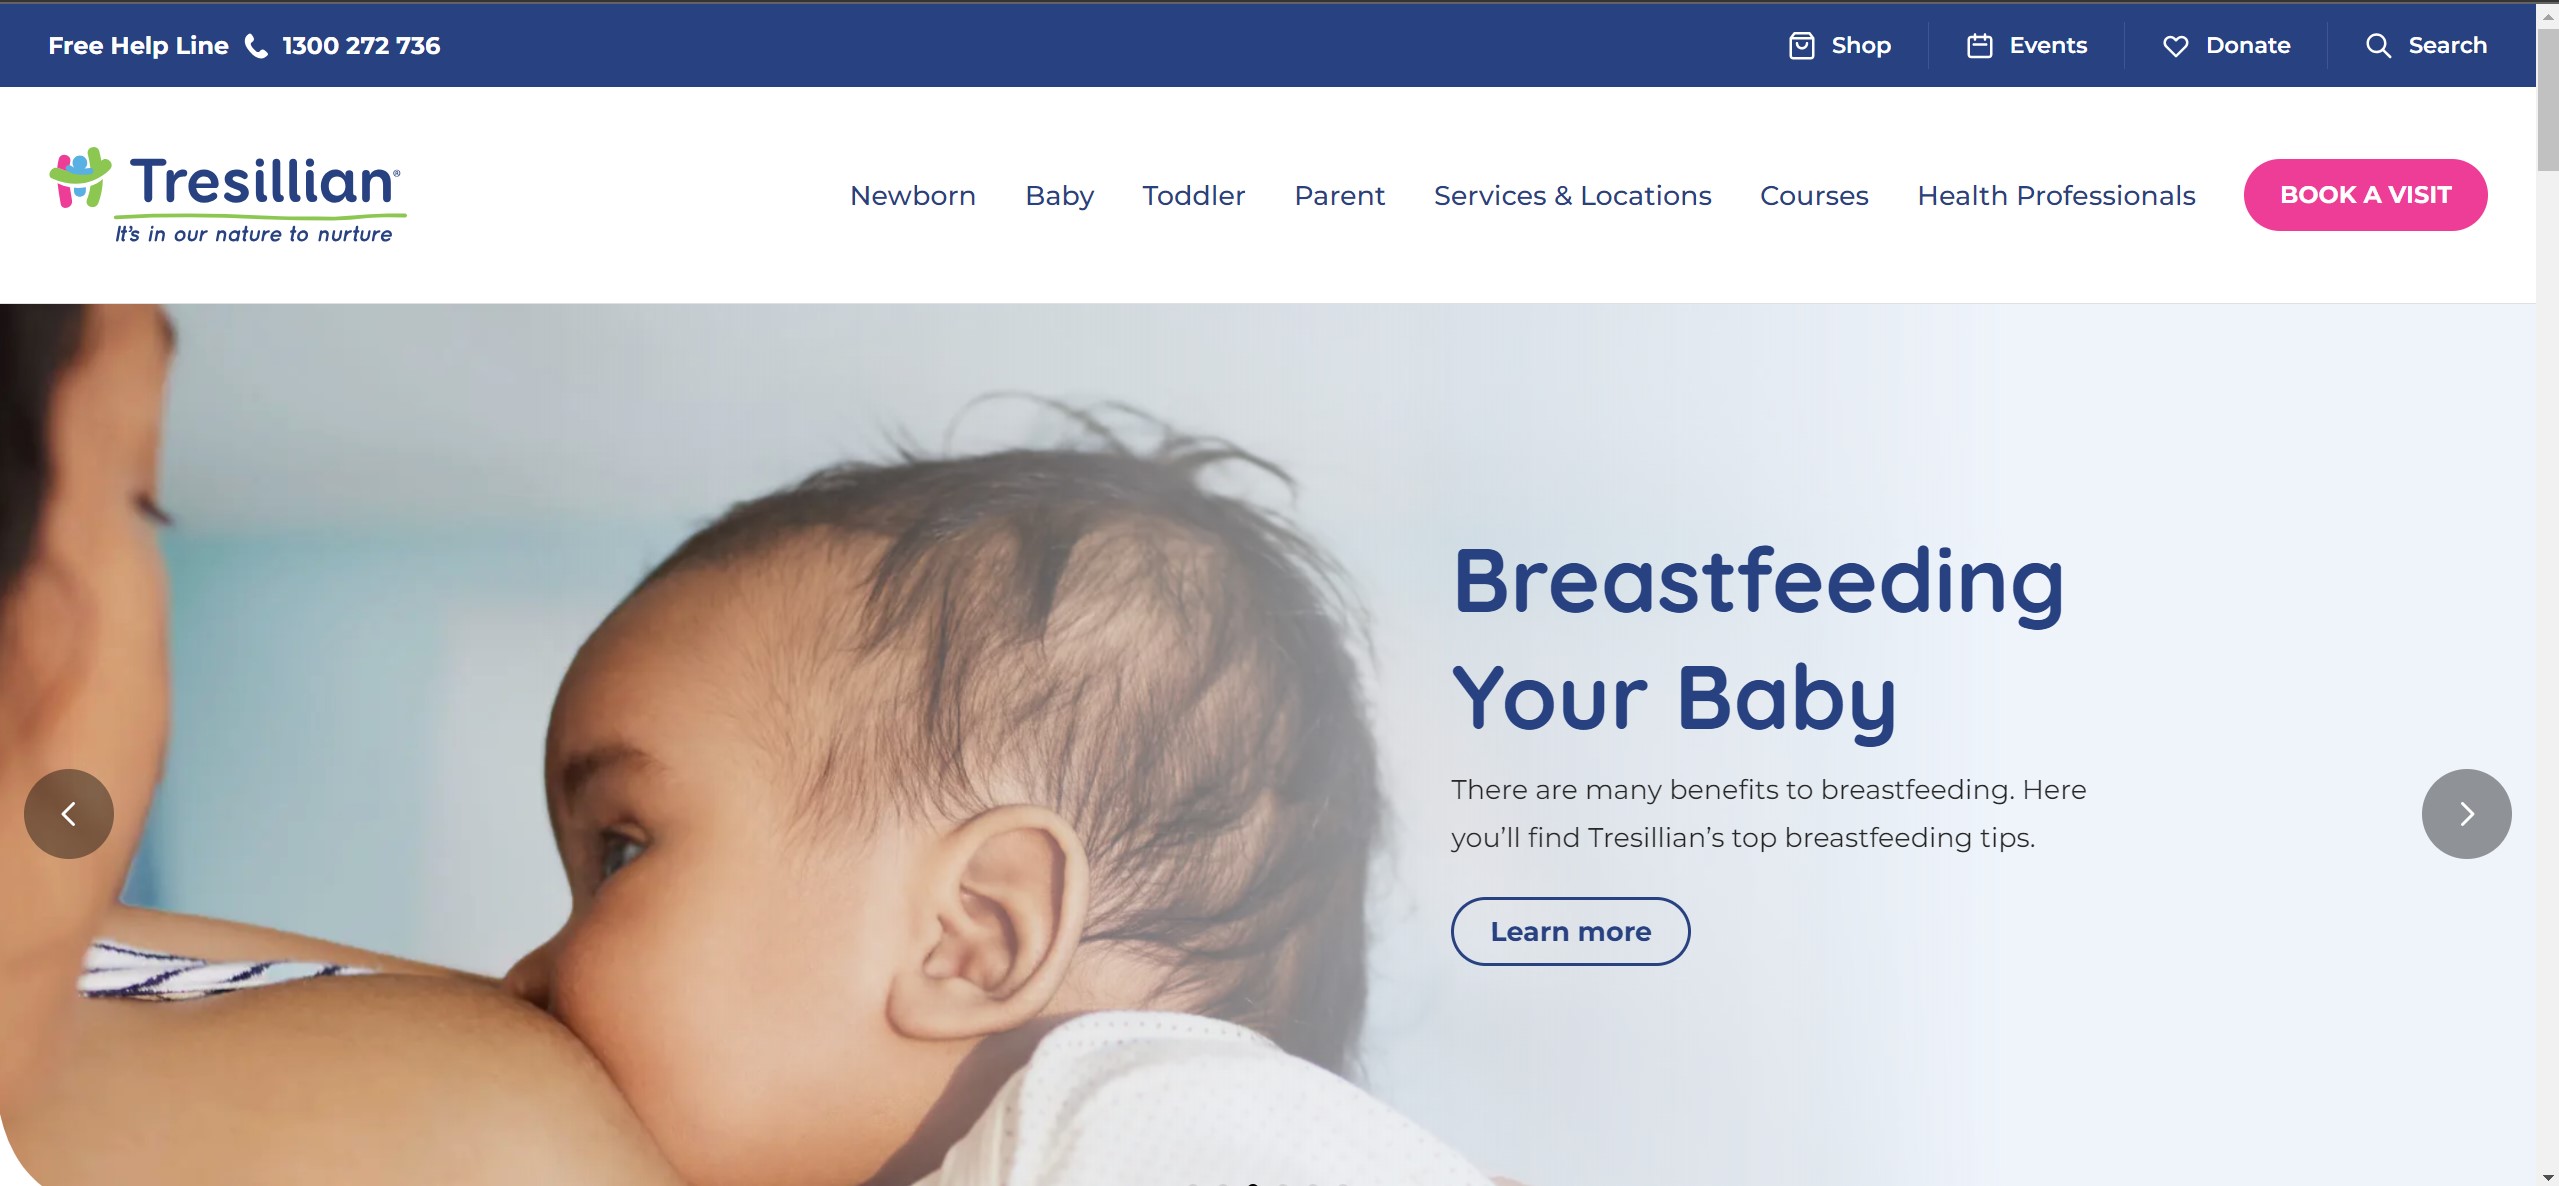 Free Help Line 1300 272 736
Shop
Events
Donate
Search
Tresillian®
It's in our nature to nurture
Newborn
Baby
Toddler
Parent
Services & Locations
Courses
Health Professionals
BOOK A VISIT
Breastfeeding
Your Baby
There are many benefits to breastfeeding. Here
you’ll find Tresillian’s top breastfeeding tips.
Learn more